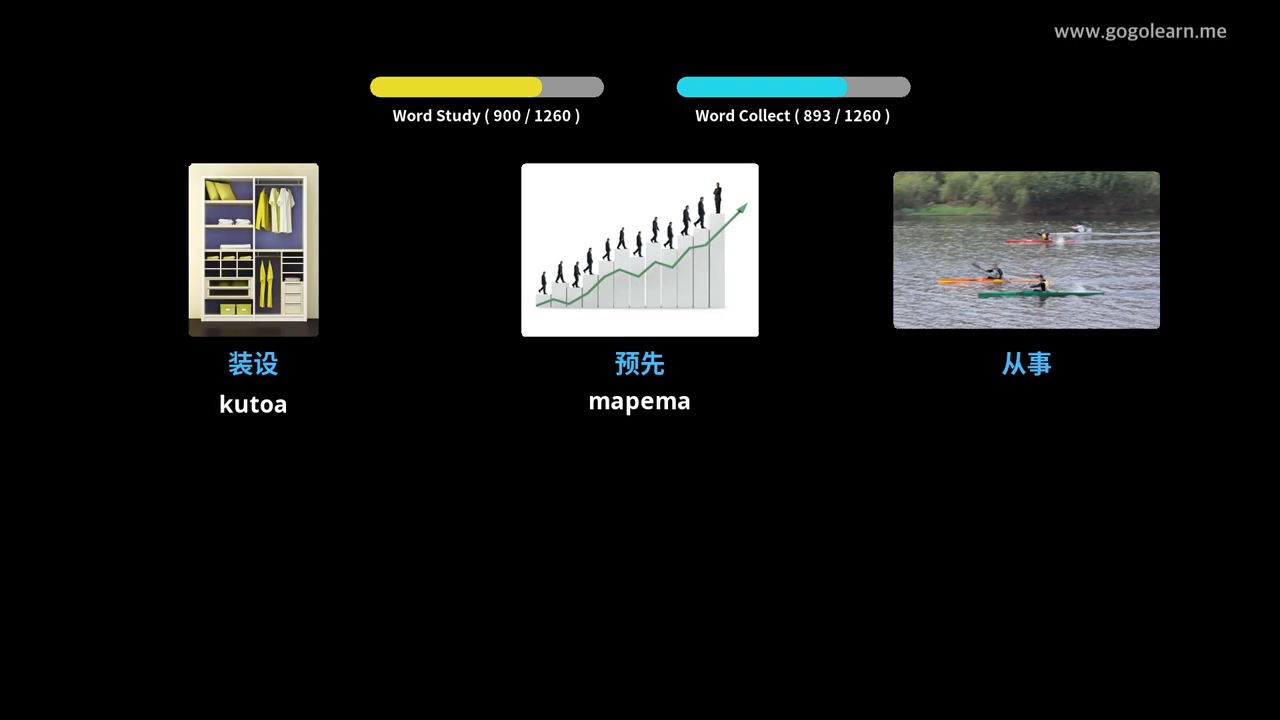 www.gogolearn.me
Word Study ( 900 / 1260 )
Word Collect ( 893 / 1260 )
装设
预先
从事
kutoa
mapema